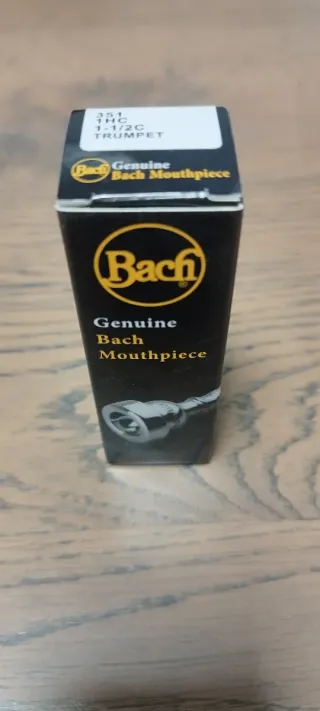 351
1HC
1-1/2C
TRUMPET
Bach
Genuine
Bach Mouthpiece
Bach
Genuine
Bach
Mouthpiece